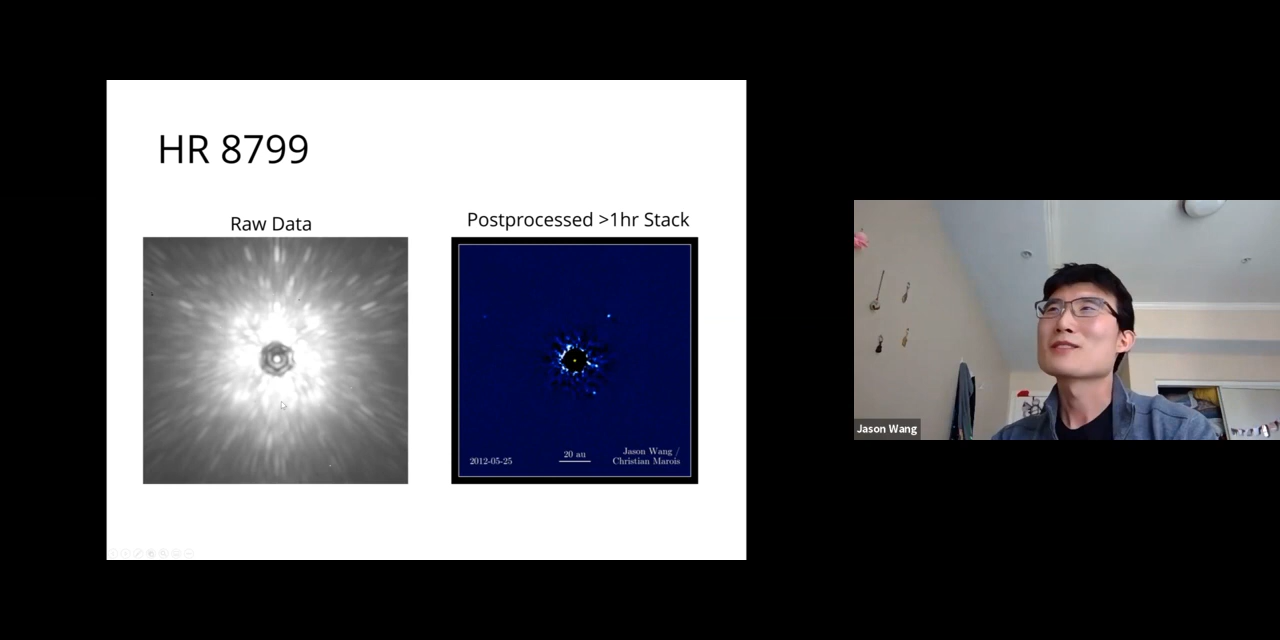 HR 8799
Raw Data
Postprocessed >1hr Stack
2012-05-25
20 au
Jason Wang /
Christian Marois
Jason Wang